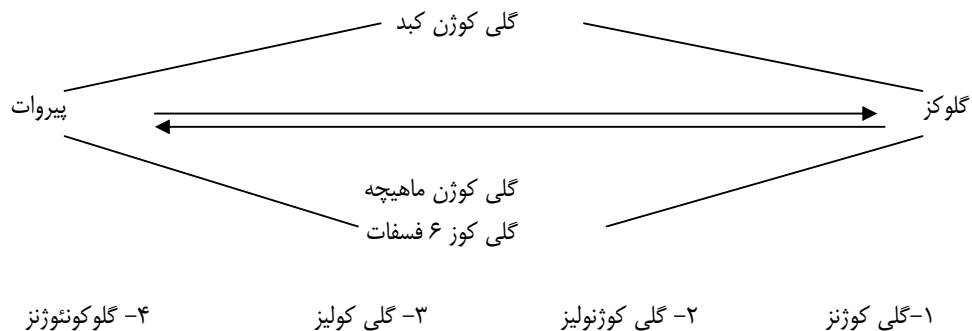 گلی کوژن کبد
گلوکز
پیروات
گلی کوژن ماهیچه
گلی کوز ۶ فسفات
۱-گلی کوژنز ۲- گلی کوژنولیز ۳- گلی کولیز ۴- گلوکونئوژنز